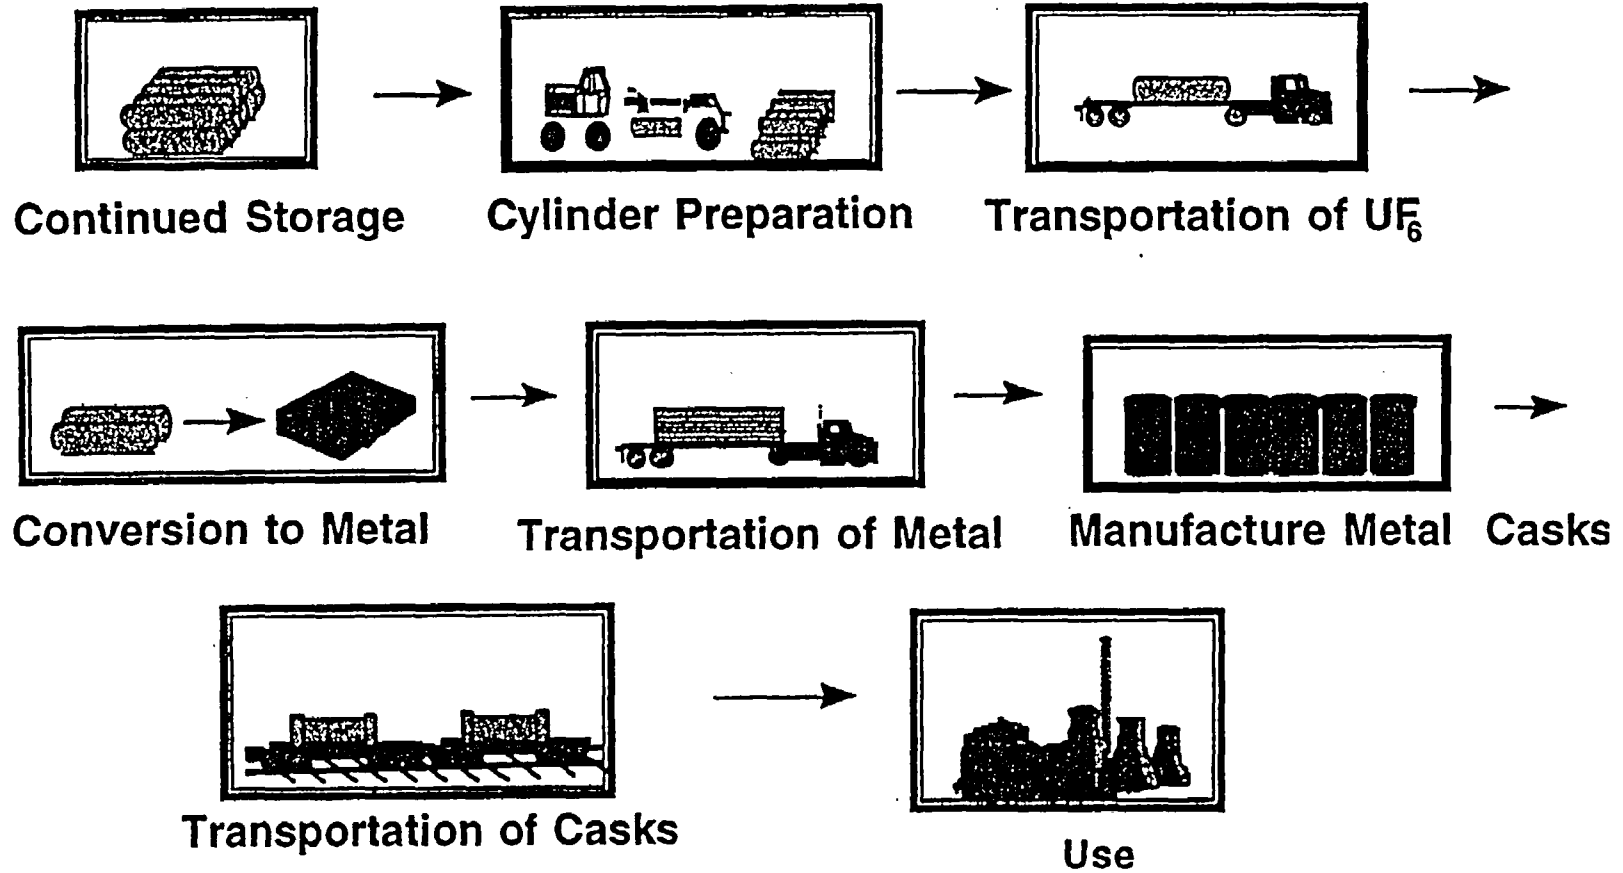 Continued Storage
Cylinder Preparation
Transportation of UF₆
Conversion to Metal
Transportation of Metal
Manufacture Metal Casks
Transportation of Casks
Use